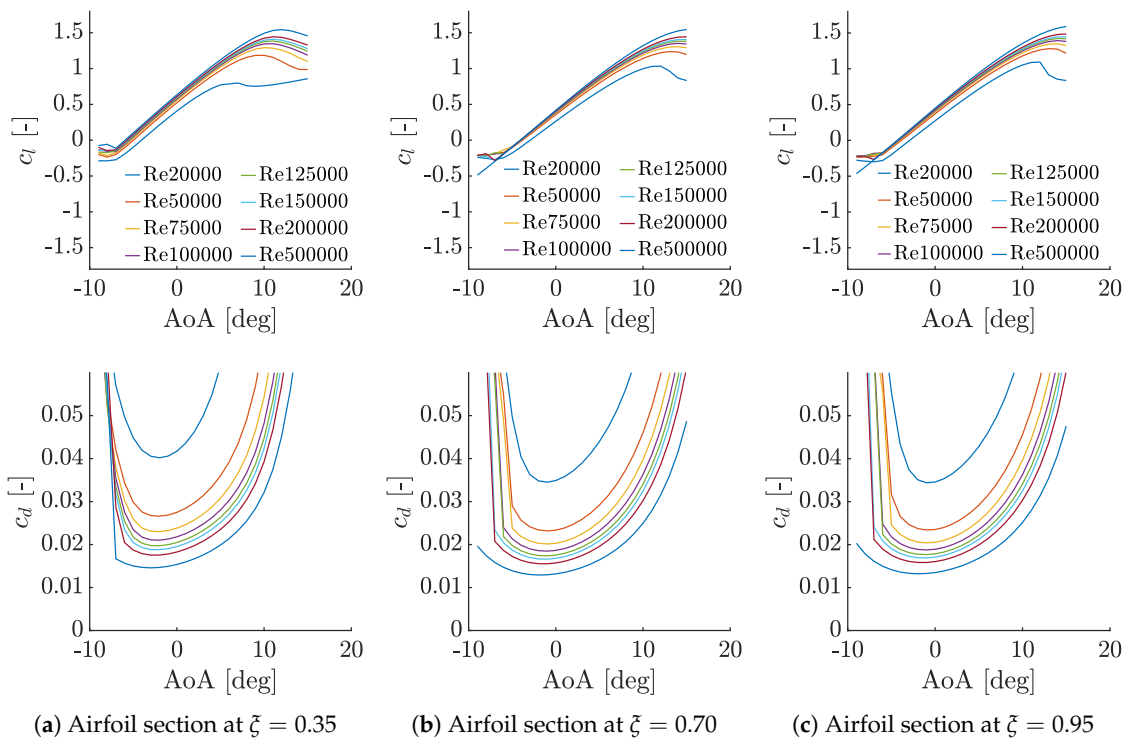 1.5
1
0.5
0
-0.5
-1
-1.5
c_l [-]
Re20000 Re125000
Re50000 Re150000
Re75000 Re200000
Re100000 Re500000
-10 0 10 20
AoA [deg]
1.5
1
0.5
0
-0.5
-1
-1.5
c_l [-]
Re20000 Re125000
Re50000 Re150000
Re75000 Re200000
Re100000 Re500000
-10 0 10 20
AoA [deg]
1.5
1
0.5
0
-0.5
-1
-1.5
c_l [-]
Re20000 Re125000
Re50000 Re150000
Re75000 Re200000
Re100000 Re500000
-10 0 10 20
AoA [deg]
0.05
0.04
0.03
0.02
0.01
0
c_d [-]
-10 0 10 20
AoA [deg]
(a) Airfoil section at ξ = 0.35
0.05
0.04
0.03
0.02
0.01
0
c_d [-]
-10 0 10 20
AoA [deg]
(b) Airfoil section at ξ = 0.70
0.05
0.04
0.03
0.02
0.01
0
c_d [-]
-10 0 10 20
AoA [deg]
(c) Airfoil section at ξ = 0.95